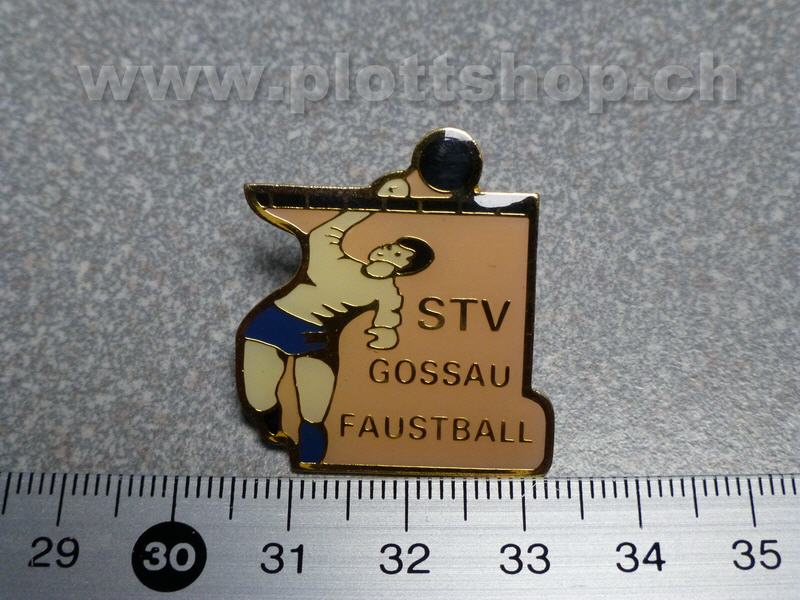 www.plottshop.ch
STV
GOSSAU
FAUSTBALL
29 30 31 32 33 34 35